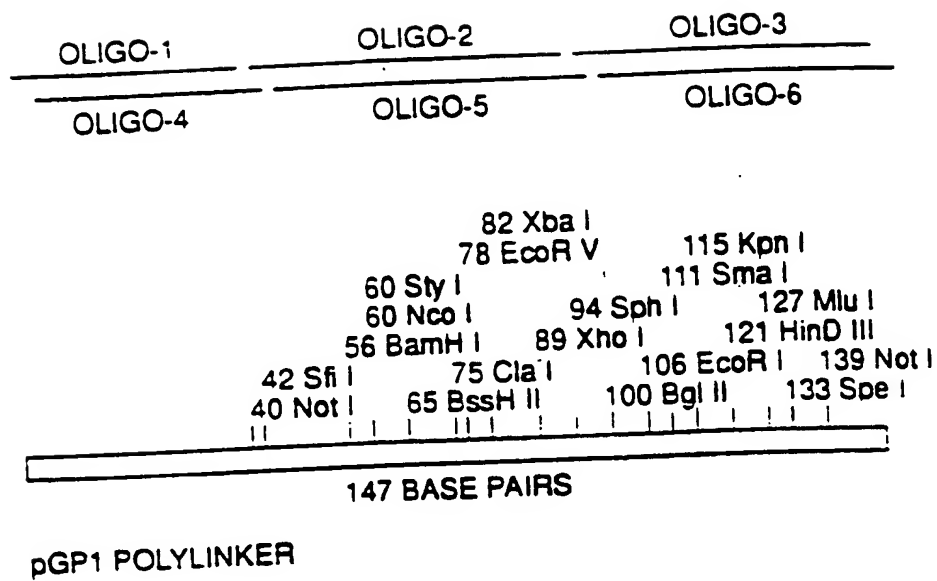 OLIGO-1 OLIGO-2 OLIGO-3
OLIGO-4 OLIGO-5 OLIGO-6
82 Xba I
78 EcoR V 115 Kpn I
60 Sty I 111 Sma I
60 Nco I 94 Sph I 127 Mlu I
56 BamH I 89 Xho I 121 HinD III
42 Sfi I 75 Cla I 106 EcoR I 139 Not I
40 Not I 65 BssH II 100 Bgl II 133 Spe I
147 BASE PAIRS
pGP1 POLYLINKER